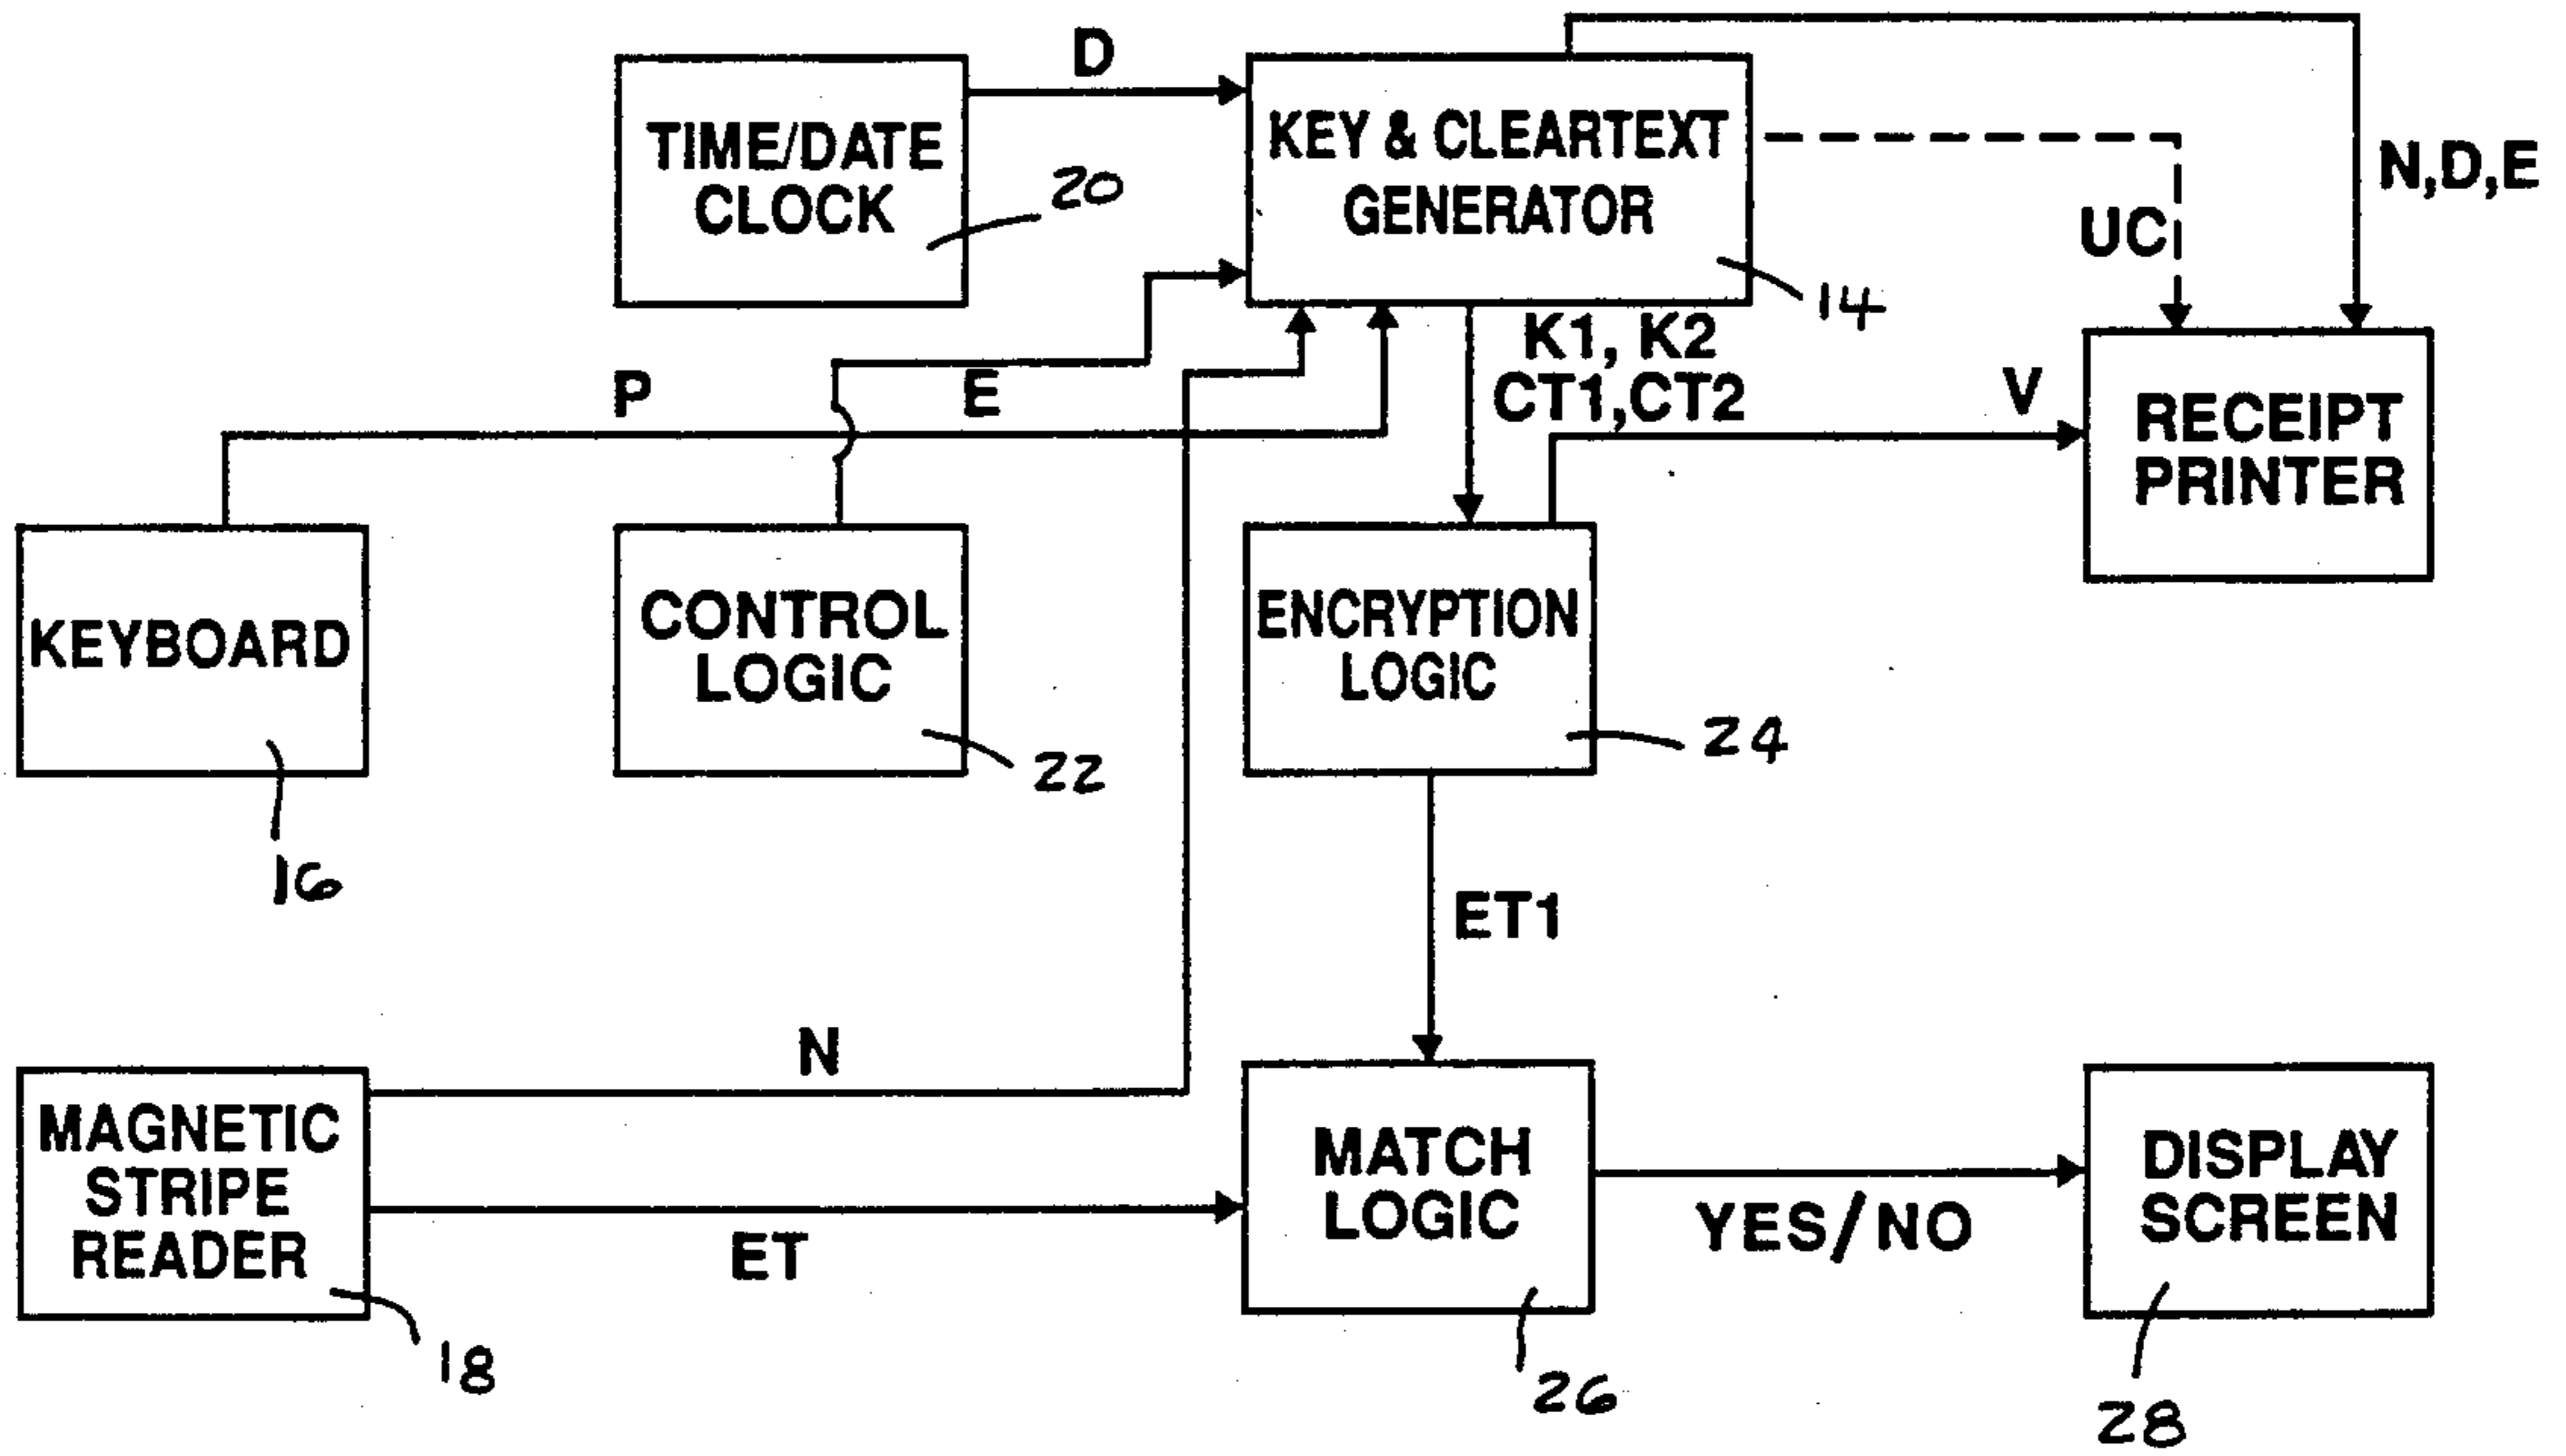 D
TIME/DATE
CLOCK
20
KEY & CLEARTEXT
GENERATOR
14
N,D,E
UC
K1, K2
CT1,CT2
P
E
V
RECEIPT
PRINTER
KEYBOARD
16
CONTROL
LOGIC
22
ENCRYPTION
LOGIC
24
ET1
N
MAGNETIC
STRIPE
READER
18
ET
MATCH
LOGIC
26
YES/NO
DISPLAY
SCREEN
28